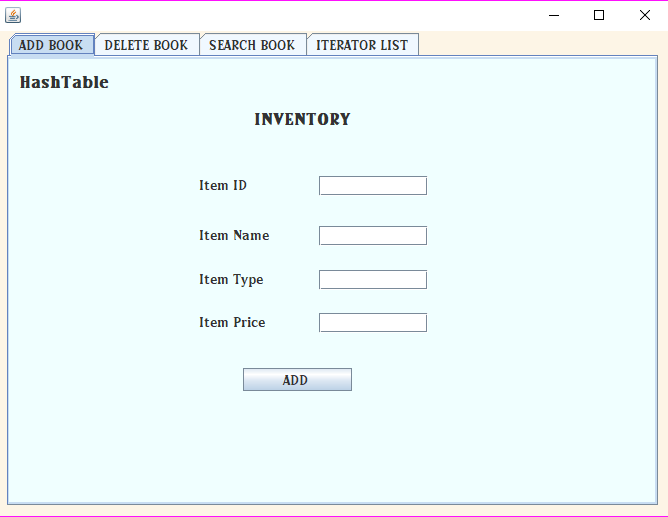 ADD BOOK DELETE BOOK SEARCH BOOK ITERATOR LIST
HashTable
INVENTORY
Item ID
Item Name
Item Type
Item Price
ADD